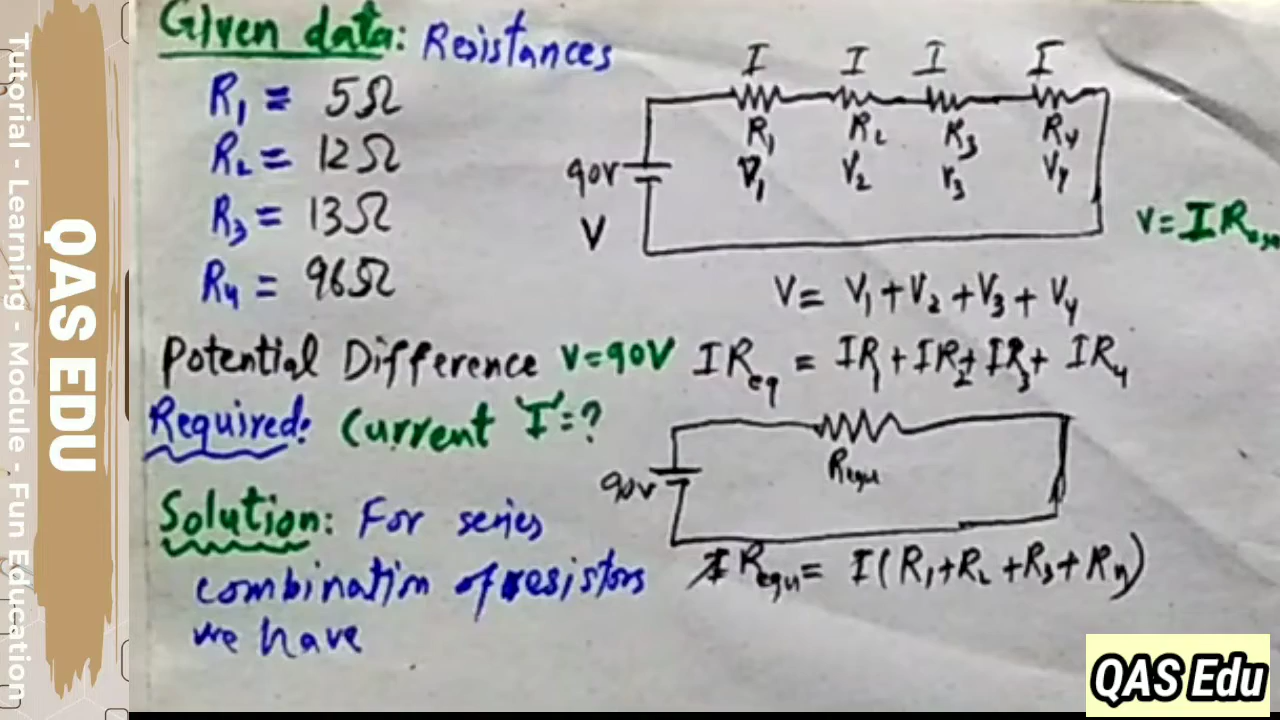 Given data: Resistances
R₁ = 5Ω
R₂ = 12Ω
R₃ = 13Ω
R₄ = 96Ω
Potential Difference V=90V
Required: Current 'I'=?
Solution: For series
combination of resistors
we have
I I I I
R₁ R₂ R₃ R₄
90V V₁ V₂ V₃ V₄
V
V = I
V = V₁ + V₂ + V₃ + V₄
IReq = IR₁ + IR₂ + IR₃ + IR₄
90V Requ
I Requ = I(R₁ + R₂ + R₃ + R₄)
QAS EDU
Tutorial - Learning - Module - Fun Education
QAS Edu